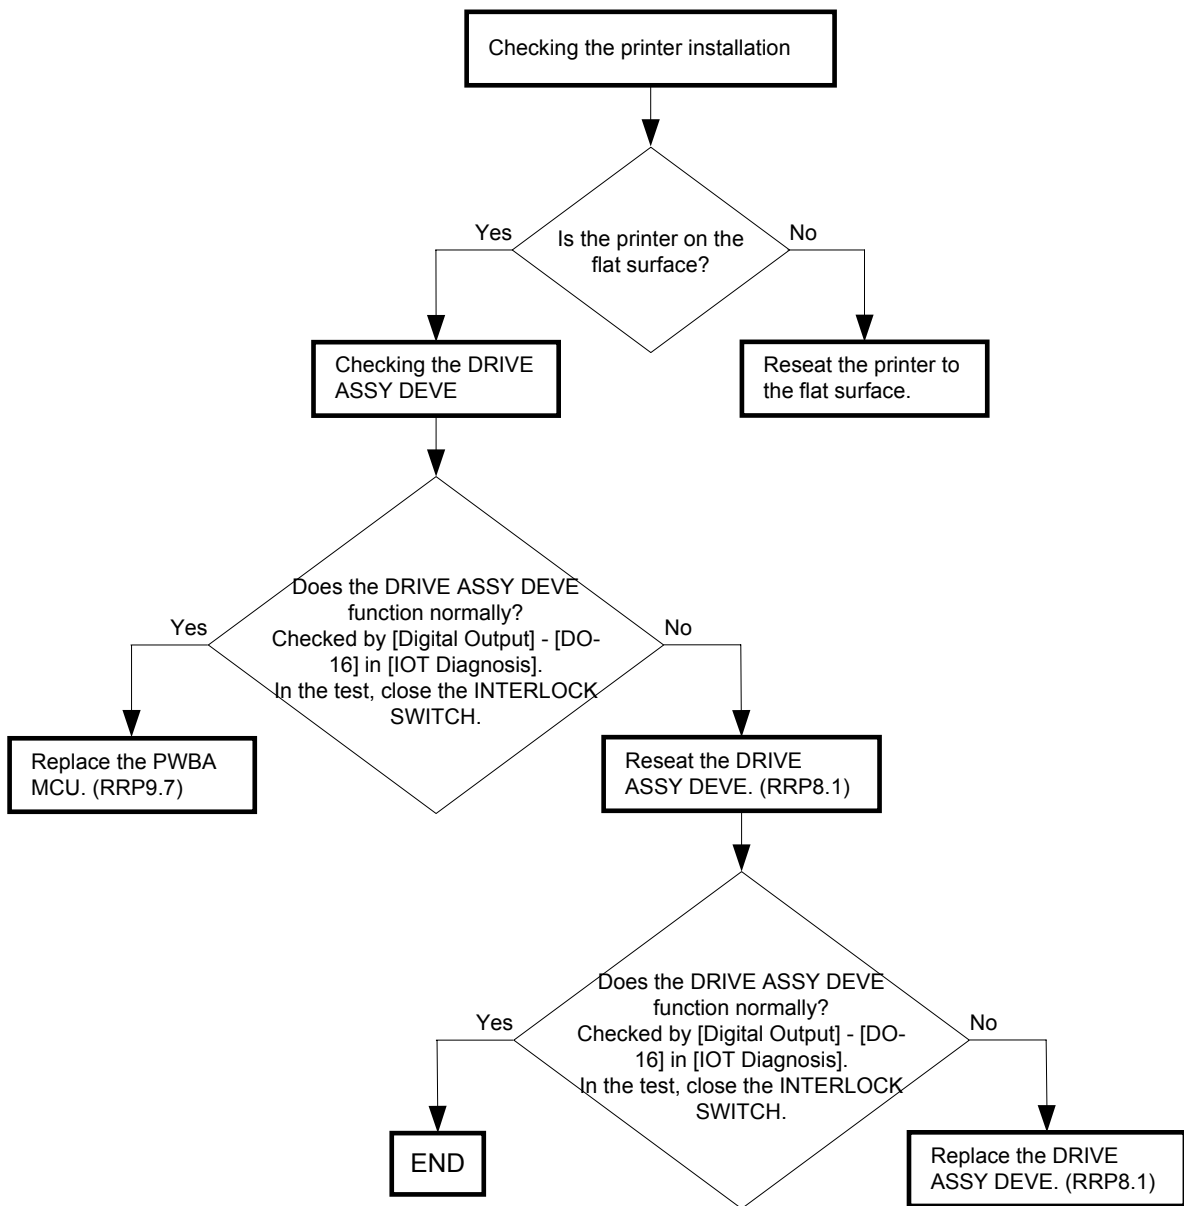 Checking the printer installation
Yes
No
Is the printer on the
flat surface?
Checking the DRIVE
ASSY DEVE
Reseat the printer to
the flat surface.
Does the DRIVE ASSY DEVE
function normally?
Checked by [Digital Output] - [DO-
16] in [IOT Diagnosis].
In the test, close the INTERLOCK
SWITCH.
Yes
No
Replace the PWBA
MCU. (RRP9.7)
Reseat the DRIVE
ASSY DEVE. (RRP8.1)
Does the DRIVE ASSY DEVE
function normally?
Checked by [Digital Output] - [DO-
16] in [IOT Diagnosis].
In the test, close the INTERLOCK
SWITCH.
Yes
No
END
Replace the DRIVE
ASSY DEVE. (RRP8.1)